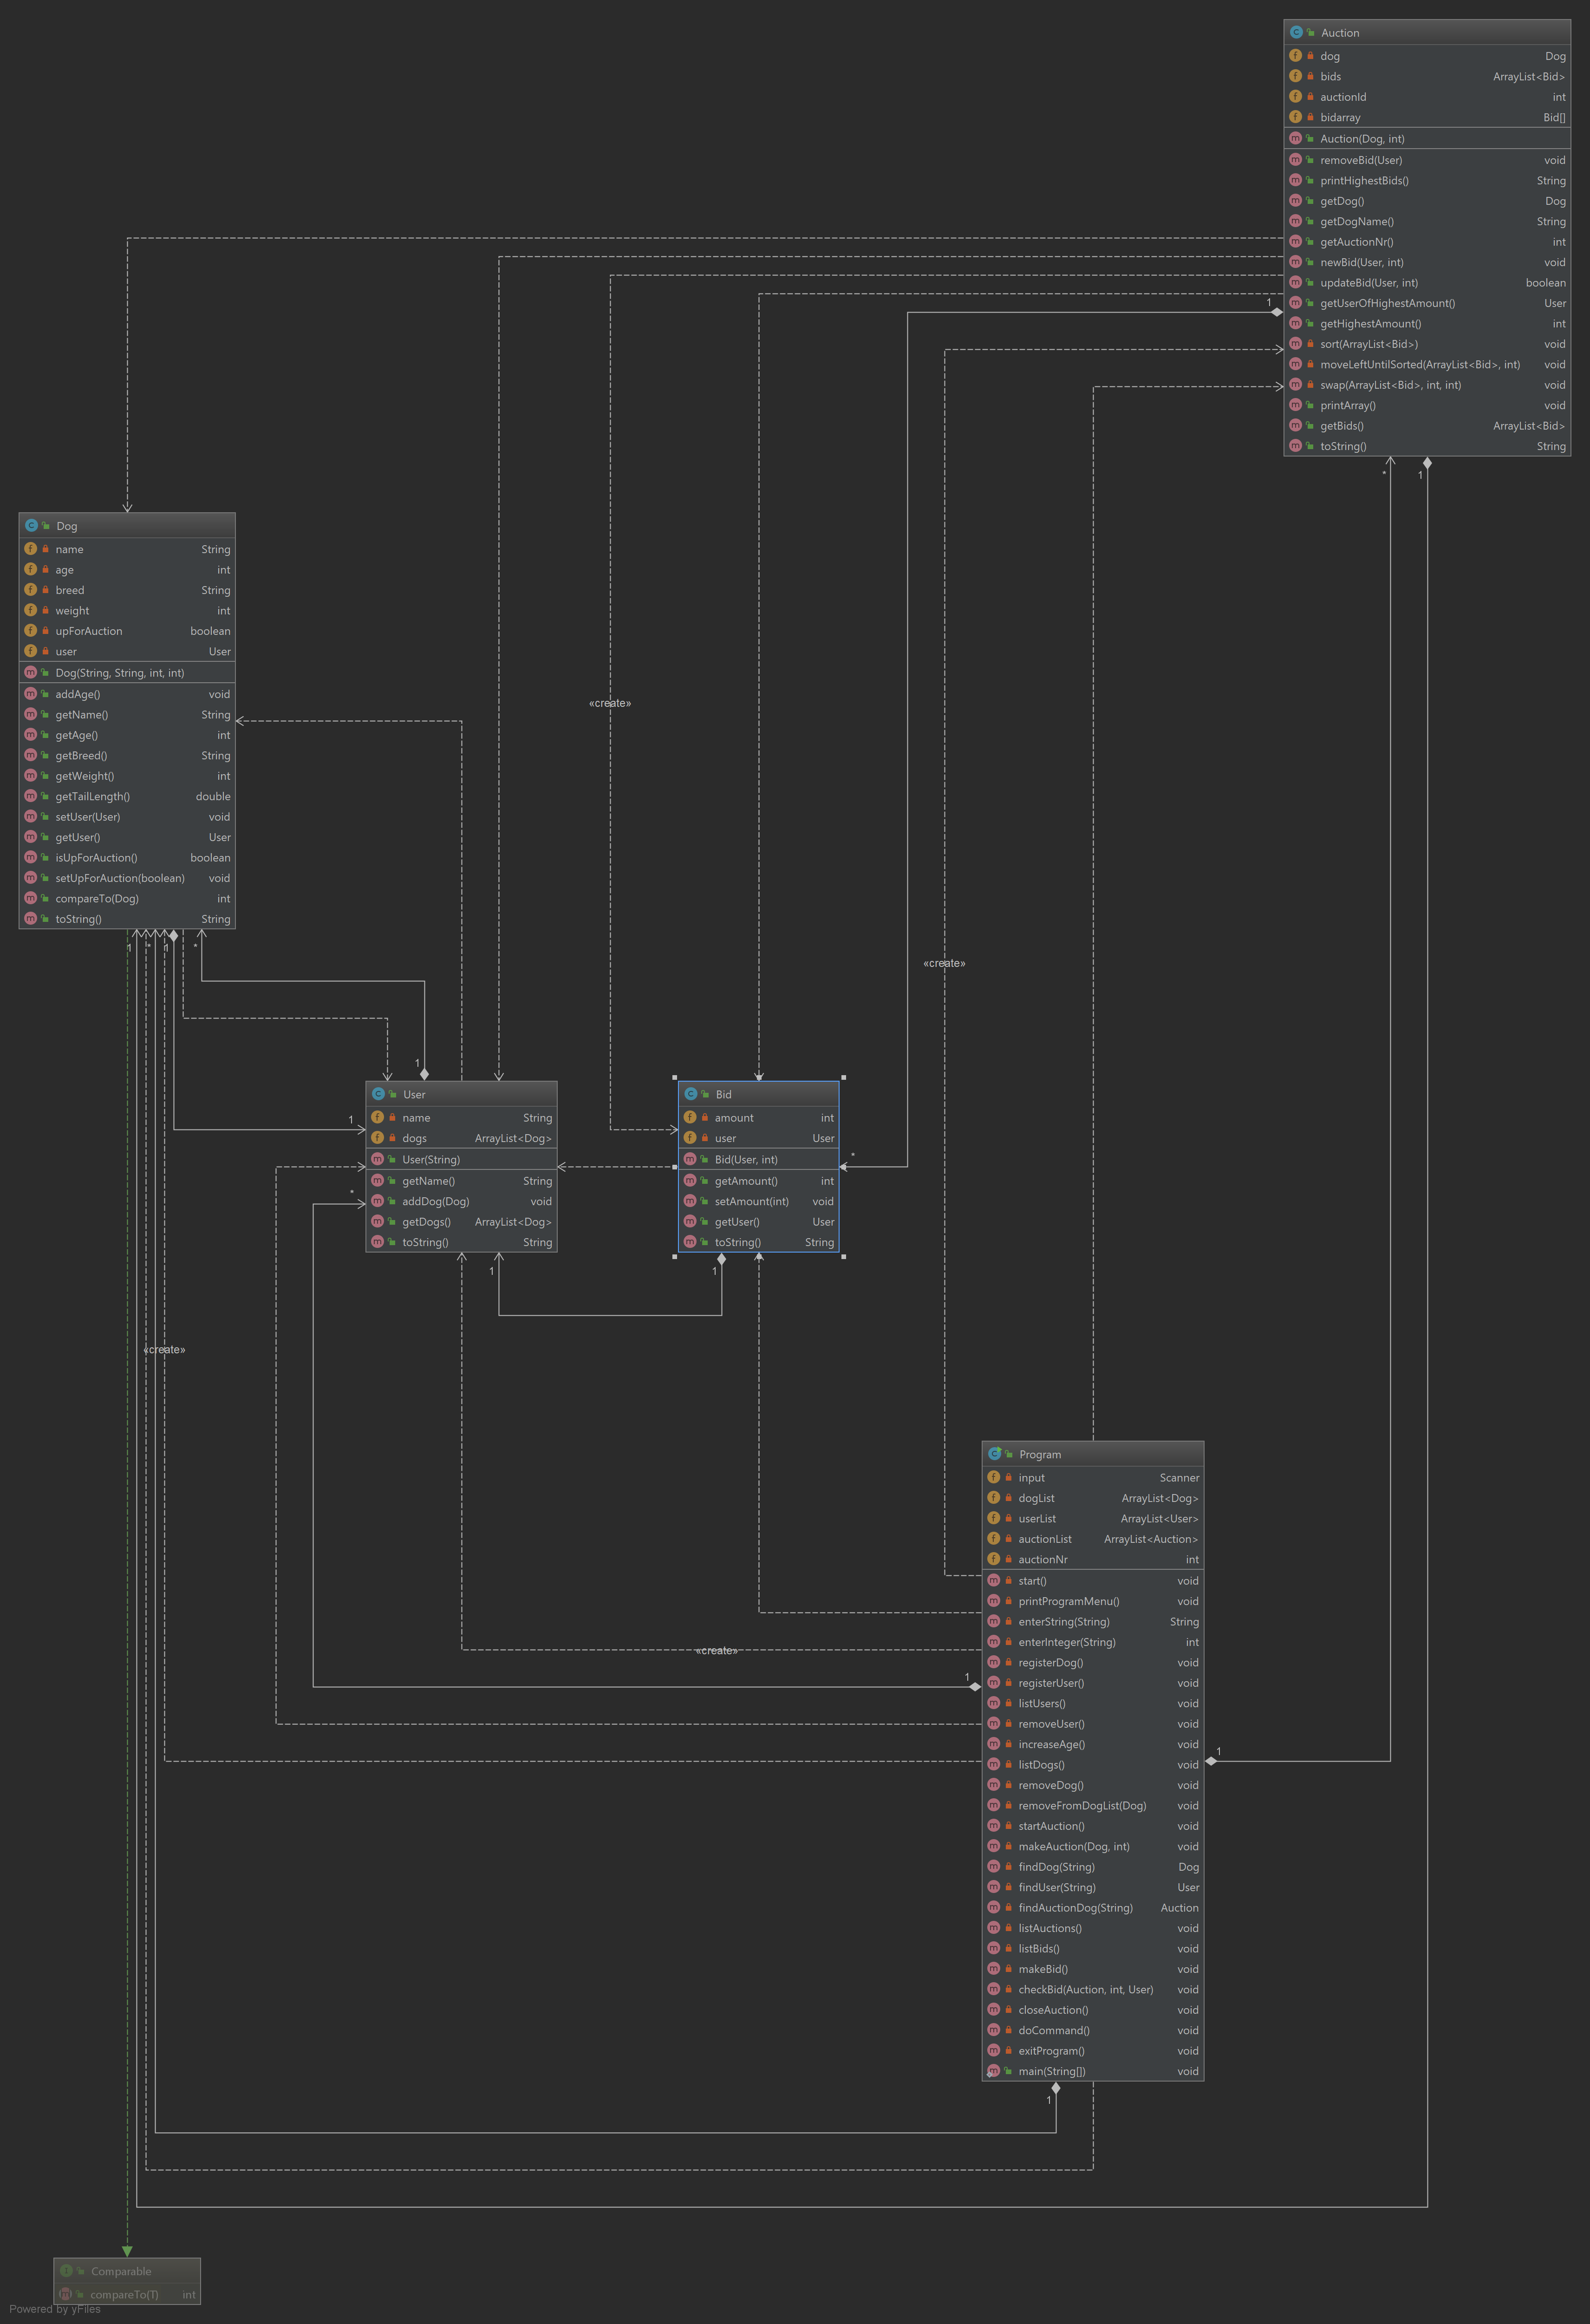 Auction
dog Dog
bids ArrayList<Bid>
auctionId int
bidarray Bid[]
Auction(Dog, int)
removeBid(User) void
printHighestBids() String
getDog() Dog
getDogName() String
getAuctionNr() int
newBid(User, int) void
updateBid(User, int) boolean
getUserOfHighestAmount() User
getHighestAmount() int
sort(ArrayList<Bid>) void
moveLeftUntilSorted(ArrayList<Bid>, int) void
swap(ArrayList<Bid>, int, int) void
printArray() void
getBids() ArrayList<Bid>
toString() String
1
* 1
Dog
name String
age int
breed String
weight int
upForAuction boolean
user User
Dog(String, String, int, int)
addAge() void
getName() String
getAge() int
getBreed() String
getWeight() int
getTailLength() double
setUser(User) void
getUser() User
isUpForAuction() boolean
setUpForAuction(boolean) void
compareTo(Dog) int
toString() String
1 * 1 *
«create»
«create»
1
1
*
User
name String
dogs ArrayList<Dog>
User(String)
getName() String
addDog(Dog) void
getDogs() ArrayList<Dog>
toString() String
1
Bid
amount int
user User
Bid(User, int)
getAmount() int
setAmount(int) void
getUser() User
toString() String
*
1
«create»
Program
input Scanner
dogList ArrayList<Dog>
userList ArrayList<User>
auctionList ArrayList<Auction>
auctionNr int
start() void
printProgramMenu() void
enterString(String) String
enterInteger(String) int
registerDog() void
registerUser() void
listUsers() void
removeUser() void
increaseAge() void
listDogs() void
removeDog() void
removeFromDogList(Dog) void
startAuction() void
makeAuction(Dog, int) void
findDog(String) Dog
findUser(String) User
findAuctionDog(String) Auction
listAuctions() void
listBids() void
makeBid() void
checkBid(Auction, int, User) void
closeAuction() void
doCommand() void
exitProgram() void
main(String[]) void
«create»
1
1
1
Comparable
compareTo(T) int
Powered by yFiles